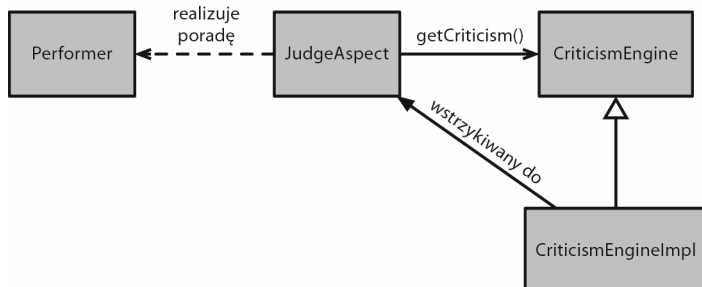 realizuje
poradę
Performer
JudgeAspect
getCriticism()
CriticismEngine
wstrzykiwany do
CriticismEngineImpl